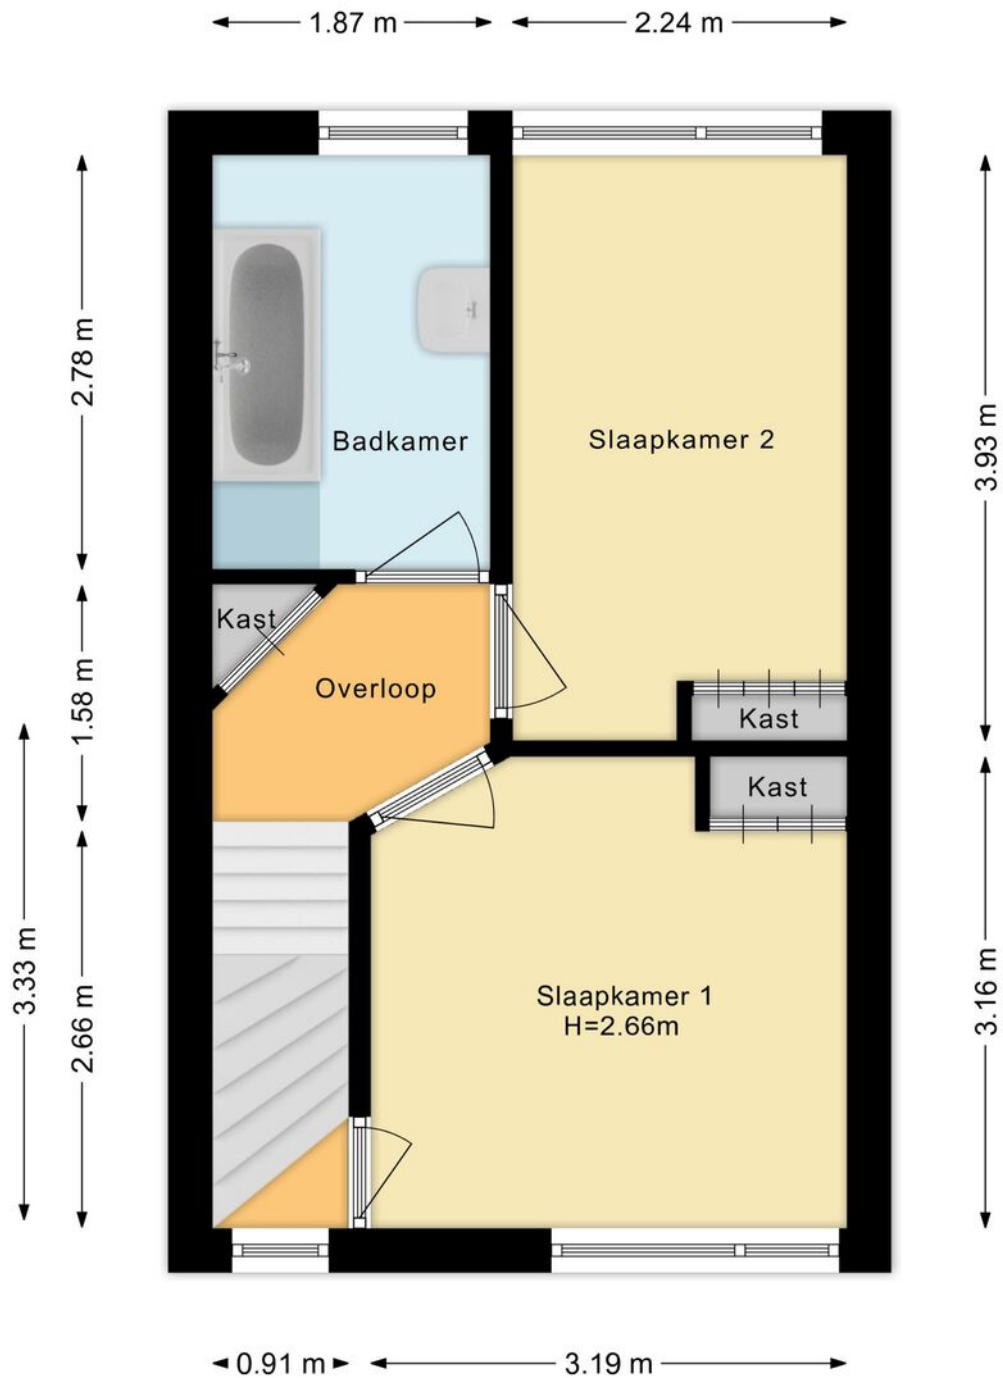 1.87 m
2.24 m
2.78 m
3.93 m
Badkamer
Slaapkamer 2
Kast
1.58 m
Overloop
Kast
Kast
3.33 m
2.66 m
3.16 m
Slaapkamer 1
H=2.66m
0.91 m
3.19 m